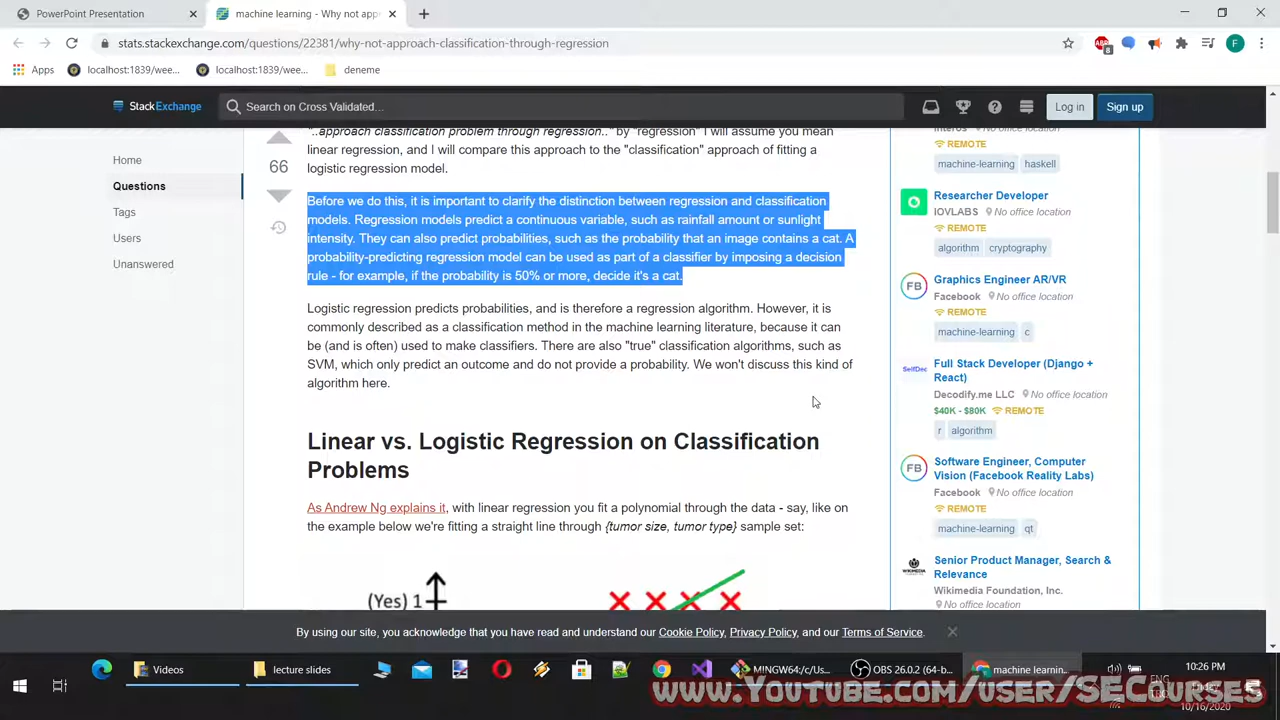 PowerPoint Presentation
machine learning - Why not app
stats.stackexchange.com/questions/22381/why-not-approach-classification-through-regression
8
F
Apps
localhost:1839/wee...
localhost:1839/wee...
deneme
StackExchange
Search on Cross Validated...
Log in
Sign up
Home
Questions
Tags
Users
Unanswered
66
"..approach classification problem through regression.." by "regression" I will assume you mean
linear regression, and I will compare this approach to the "classification" approach of fitting a
logistic regression model.
Before we do this, it is important to clarify the distinction between regression and classification
models. Regression models predict a continuous variable, such as rainfall amount or sunlight
intensity. They can also predict probabilities, such as the probability that an image contains a cat. A
probability-predicting regression model can be used as part of a classifier by imposing a decision
rule - for example, if the probability is 50% or more, decide it's a cat.
Logistic regression predicts probabilities, and is therefore a regression algorithm. However, it is
commonly described as a classification method in the machine learning literature, because it can
be (and is often) used to make classifiers. There are also "true" classification algorithms, such as
SVM, which only predict an outcome and do not provide a probability. We won't discuss this kind of
algorithm here.
Linear vs. Logistic Regression on Classification
Problems
As Andrew Ng explains it, with linear regression you fit a polynomial through the data - say, like on
the example below we're fitting a straight line through {tumor size, tumor type} sample set:
(Yes) 1
Interos No office location
REMOTE
machine-learning haskell
Researcher Developer
IOVLABS No office location
REMOTE
algorithm cryptography
FB
Graphics Engineer AR/VR
Facebook No office location
REMOTE
machine-learning c
SelfDec
Full Stack Developer (Django +
React)
Decodify.me LLC No office location
$40K - $80K REMOTE
r algorithm
FB
Software Engineer, Computer
Vision (Facebook Reality Labs)
Facebook No office location
REMOTE
machine-learning qt
WIKIMEDIA
Senior Product Manager, Search &
Relevance
Wikimedia Foundation, Inc.
No office location
By using our site, you acknowledge that you have read and understand our Cookie Policy, Privacy Policy, and our Terms of Service.
Videos
lecture slides
MINGW64:/c/Us...
OBS 26.0.2 (64-b...
machine learnin...
ENG
10:26 PM
Friday
10/16/2020
www.Youtube.com/user/SECourses